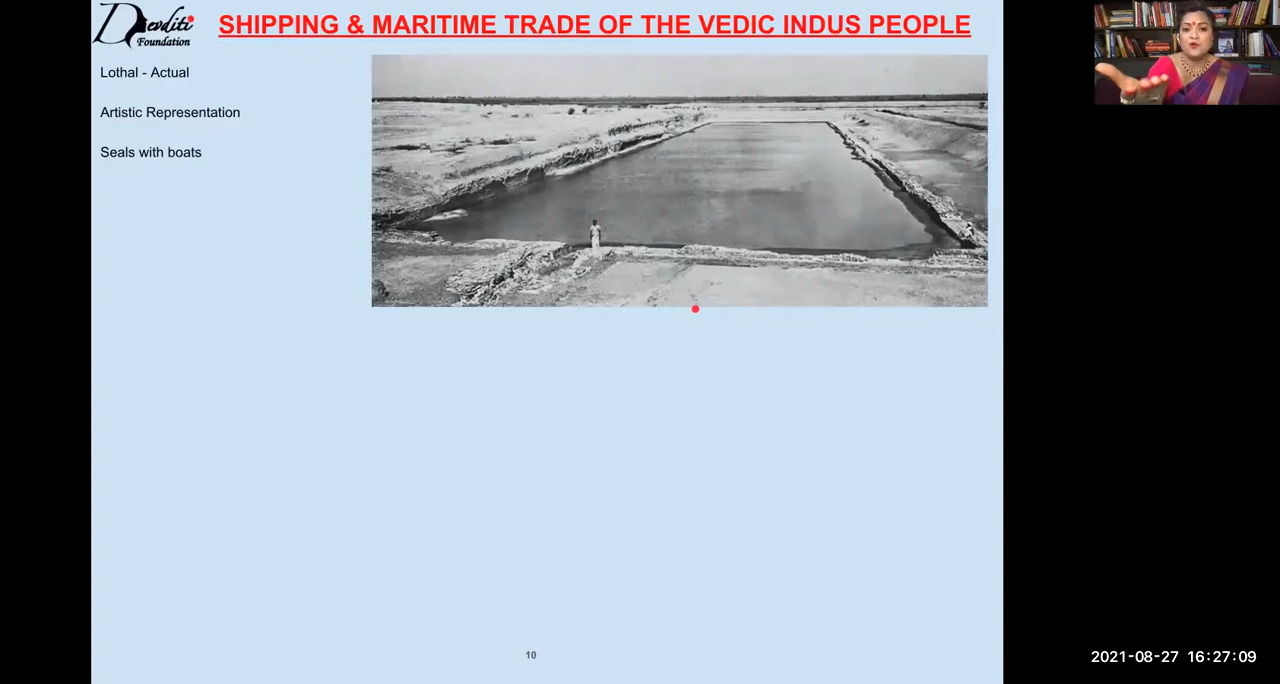 Devditi
Foundation
SHIPPING & MARITIME TRADE OF THE VEDIC INDUS PEOPLE
Lothal - Actual
Artistic Representation
Seals with boats
10
2021-08-27 16:27:09